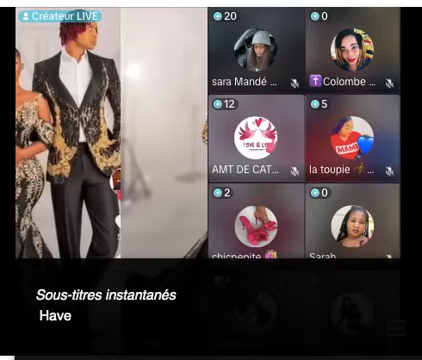 Créateur LIVE
20
0
sara Mandé ...
✝️Colombe ...
12
5
LOVE
MAMI
AMT DE CAT...
la toupie 🤸 ...
2
0
chicpepite 🛍️
Sarah
4
Sous-titres instantanés
Have